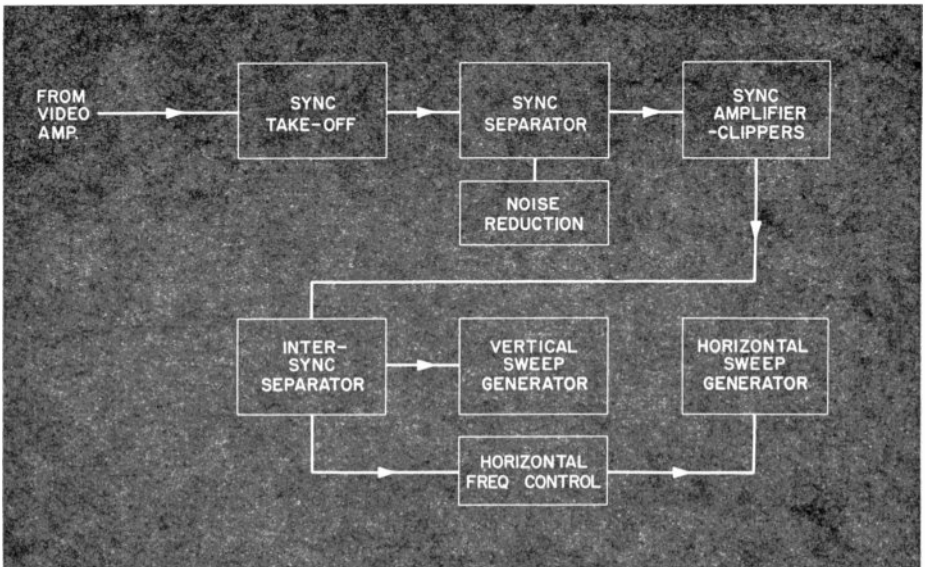 FROM
VIDEO
AMP.
SYNC
TAKE-OFF
SYNC
SEPARATOR
SYNC
AMPLIFIER
-CLIPPERS
NOISE
REDUCTION
INTER-
SYNC
SEPARATOR
VERTICAL
SWEEP
GENERATOR
HORIZONTAL
SWEEP
GENERATOR
HORIZONTAL
FREQ CONTROL